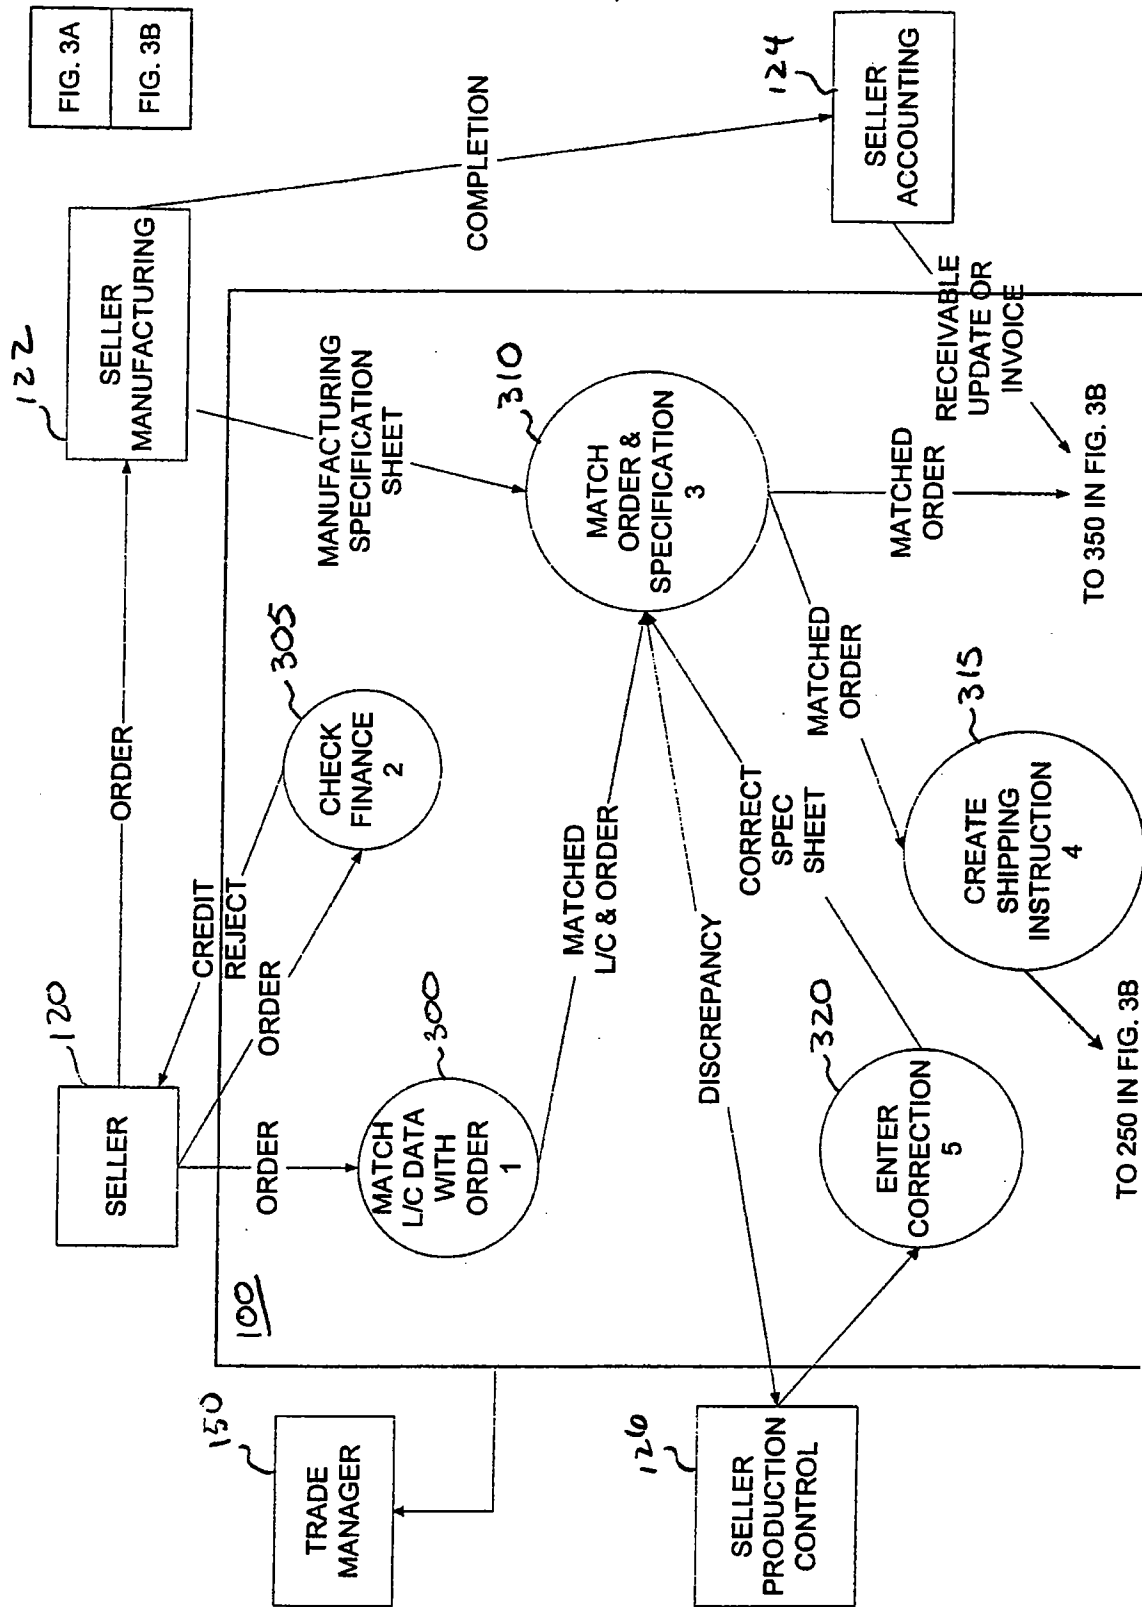 FIG. 3A
FIG. 3B
122
SELLER
MANUFACTURING
ORDER
120
SELLER
COMPLETION
124
SELLER
ACCOUNTING
RECEIVABLE
UPDATE OR
INVOICE
MANUFACTURING
SPECIFICATION
SHEET
310
MATCH
ORDER &
SPECIFICATION
3
305
CHECK
FINANCE
2
CREDIT
REJECT
ORDER
ORDER
300
MATCH
L/C DATA
WITH
ORDER
1
100
150
TRADE
MANAGER
MATCHED
L/C & ORDER
DISCREPANCY
CORRECT
SPEC
SHEET
MATCHED
ORDER
MATCHED
ORDER
TO 350 IN FIG. 3B
315
CREATE
SHIPPING
INSTRUCTION
4
320
ENTER
CORRECTION
5
126
SELLER
PRODUCTION
CONTROL
TO 250 IN FIG. 3B